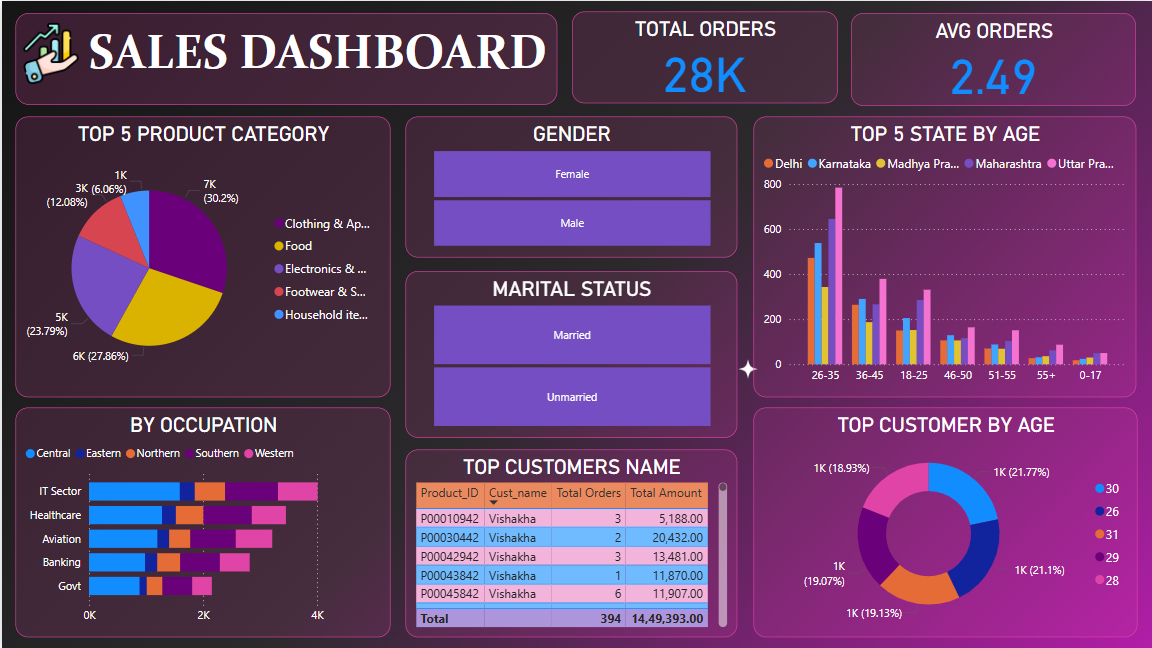 SALES DASHBOARD
TOTAL ORDERS
28K
AVG ORDERS
2.49
TOP 5 PRODUCT CATEGORY
1K
(6.06%)
3K
(12.08%)
7K
(30.2%)
5K
(23.79%)
6K (27.86%)
Clothing & Ap...
Food
Electronics & ...
Footwear & S...
Household ite...
GENDER
Female
Male
MARITAL STATUS
Married
Unmarried
TOP 5 STATE BY AGE
Delhi Karnataka Madhya Pra... Maharashtra Uttar Pra...
800
600
400
200
0
26-35 36-45 18-25 46-50 51-55 55+ 0-17
BY OCCUPATION
Central Eastern Northern Southern Western
IT Sector
Healthcare
Aviation
Banking
Govt
0K 2K 4K
TOP CUSTOMERS NAME
Product_ID Cust_name Total Orders Total Amount
P00010942 Vishakha 3 5,188.00
P00030442 Vishakha 2 20,432.00
P00042942 Vishakha 3 13,481.00
P00043842 Vishakha 1 11,870.00
P00045842 Vishakha 6 11,907.00
Total 394 14,49,393.00
TOP CUSTOMER BY AGE
1K (18.93%)
1K (21.77%)
1K
(19.07%)
1K (21.1%)
1K (19.13%)
30
26
31
29
28